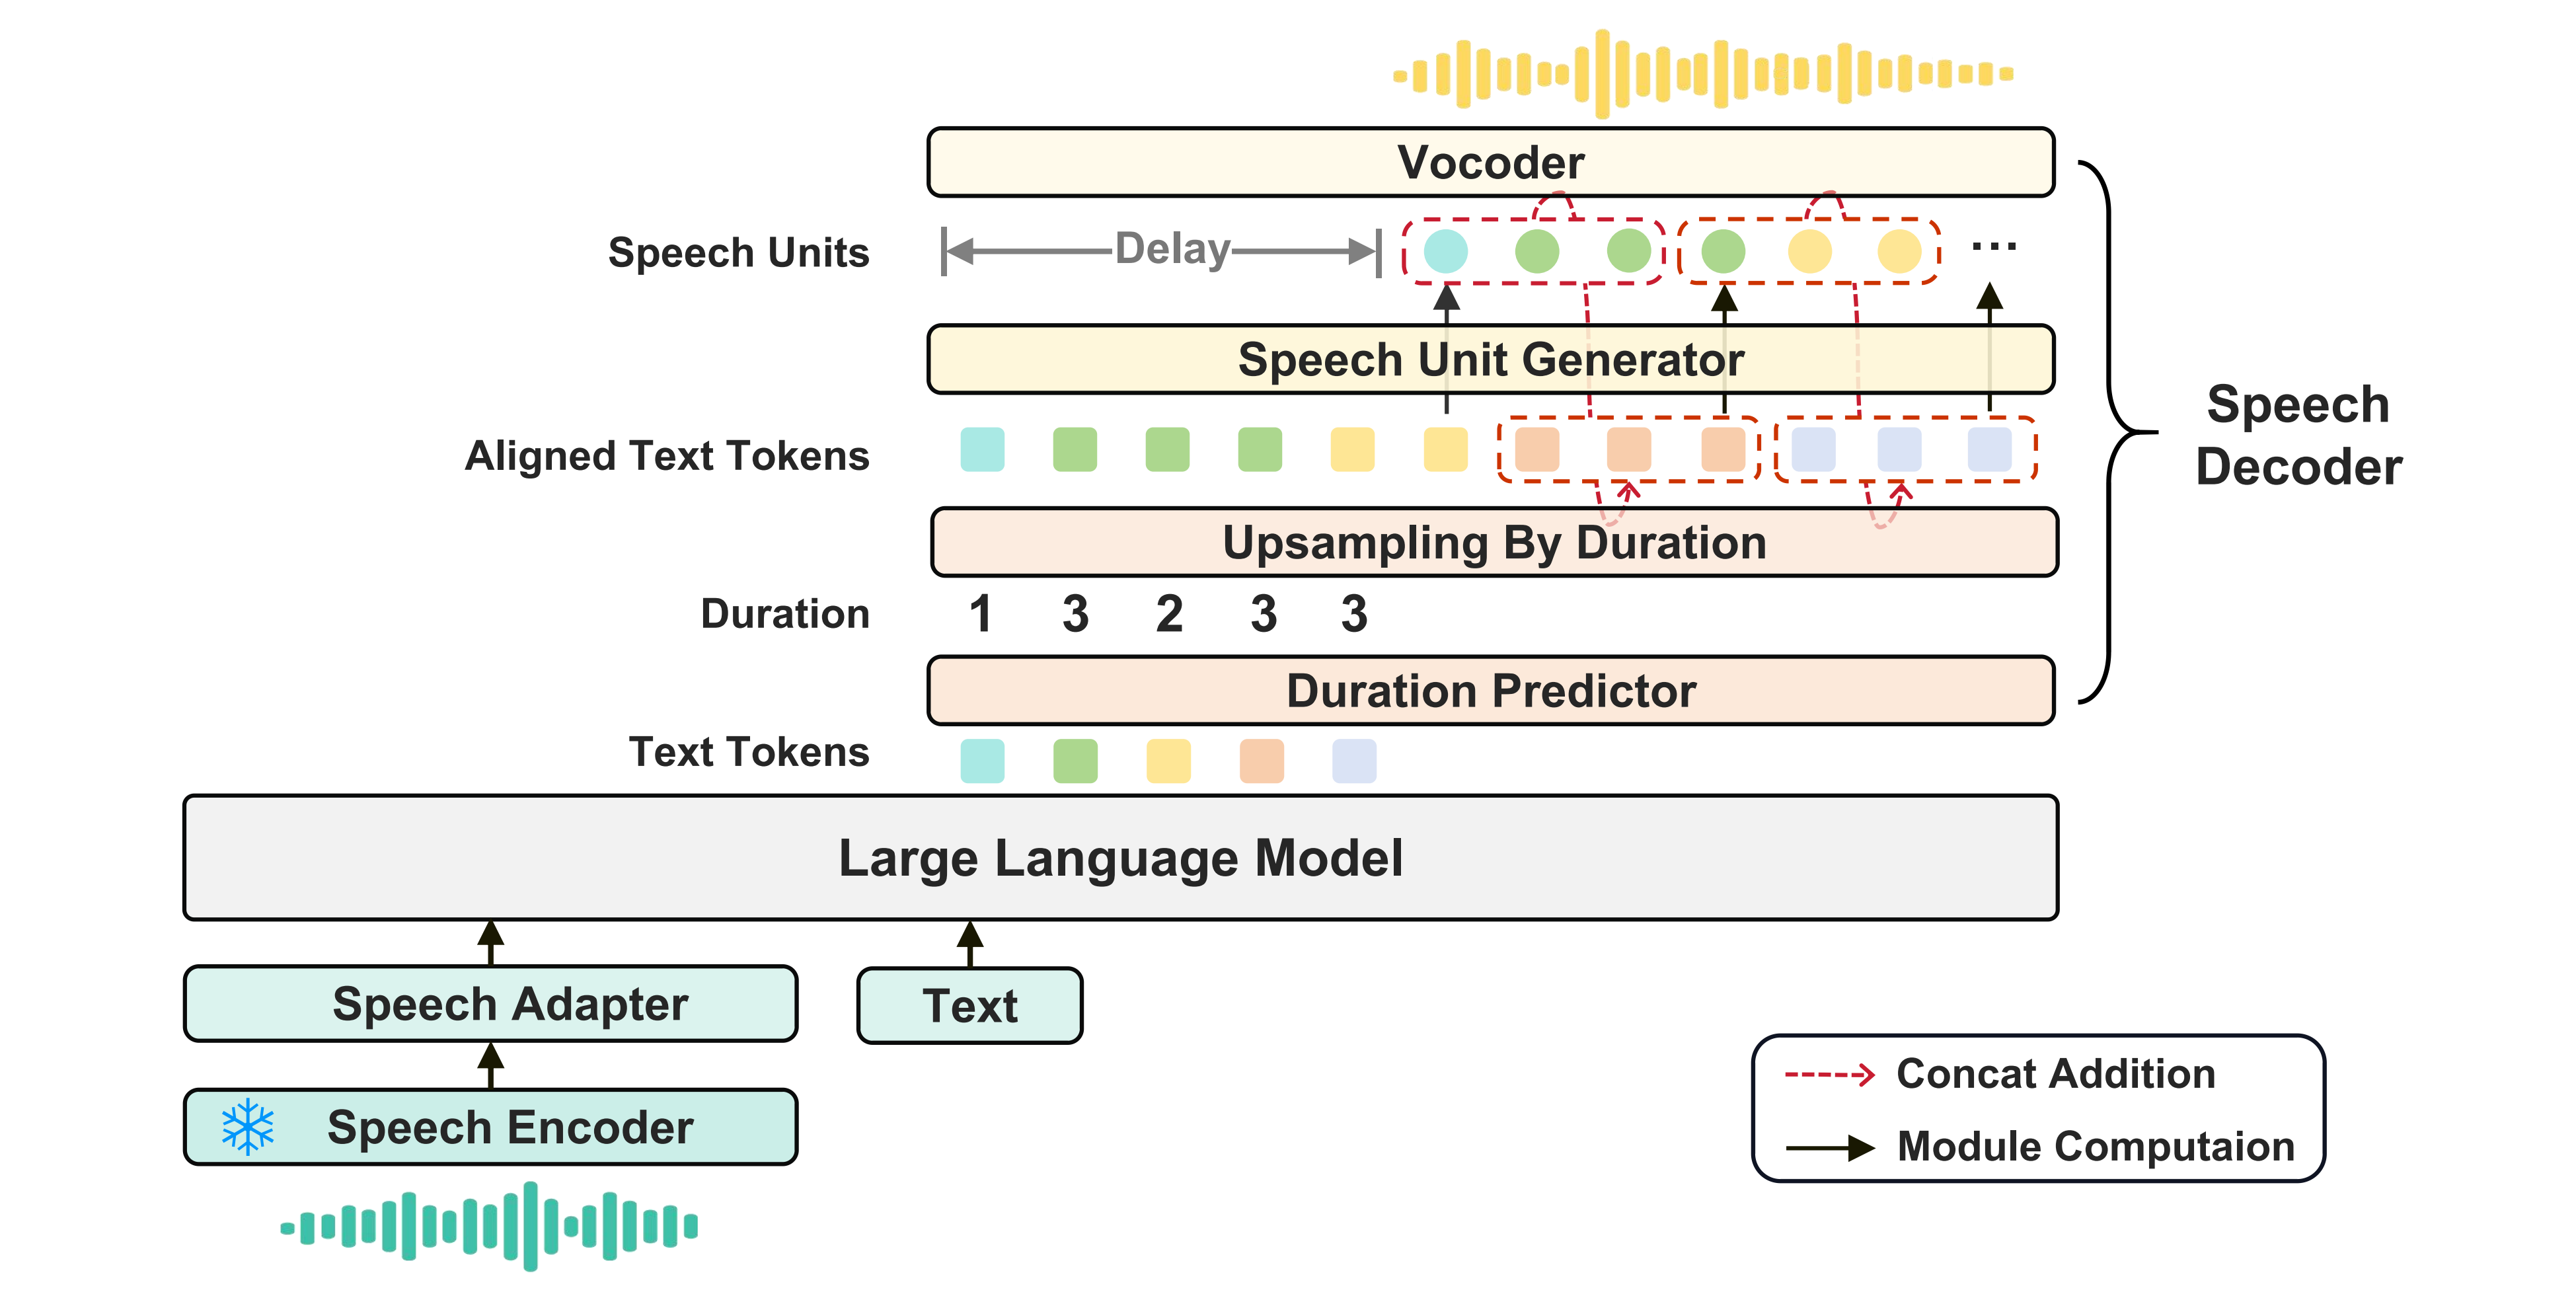 Vocoder
Speech Units
Delay
...
Speech Unit Generator
Aligned Text Tokens
Upsampling By Duration
Duration 1 3 2 3 3
Duration Predictor
Text Tokens
Speech
Decoder
Large Language Model
Speech Adapter
Text
Speech Encoder
Concat Addition
Module Computaion